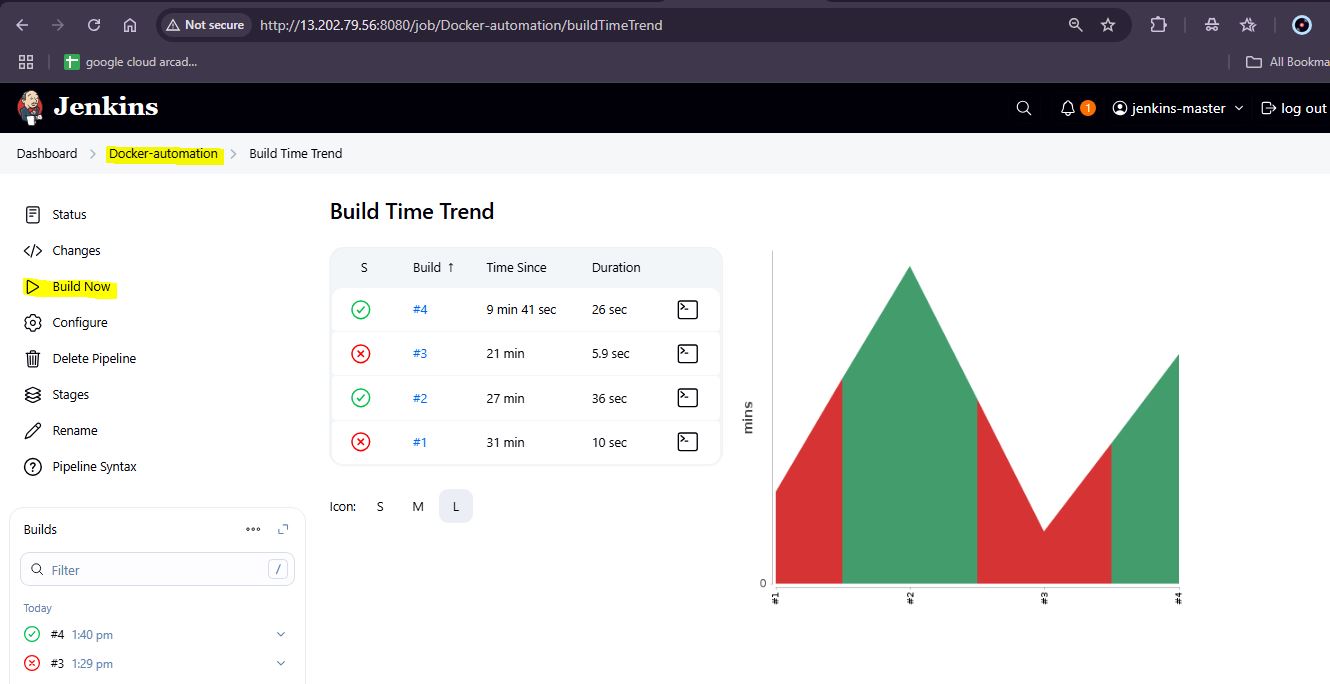 Not secure http://13.202.79.56:8080/job/Docker-automation/buildTimeTrend
google cloud arcad...
All Bookma
Jenkins
1
jenkins-master
log out
Dashboard > Docker-automation > Build Time Trend
Status
Changes
Build Now
Configure
Delete Pipeline
Stages
Rename
Pipeline Syntax
Build Time Trend
S Build ↑ Time Since Duration
#4 9 min 41 sec 26 sec
#3 21 min 5.9 sec
#2 27 min 36 sec
#1 31 min 10 sec
Icon: S M L
mins
0
#1 #2 #3 #4
Builds
Filter /
Today
#4 1:40 pm
#3 1:29 pm